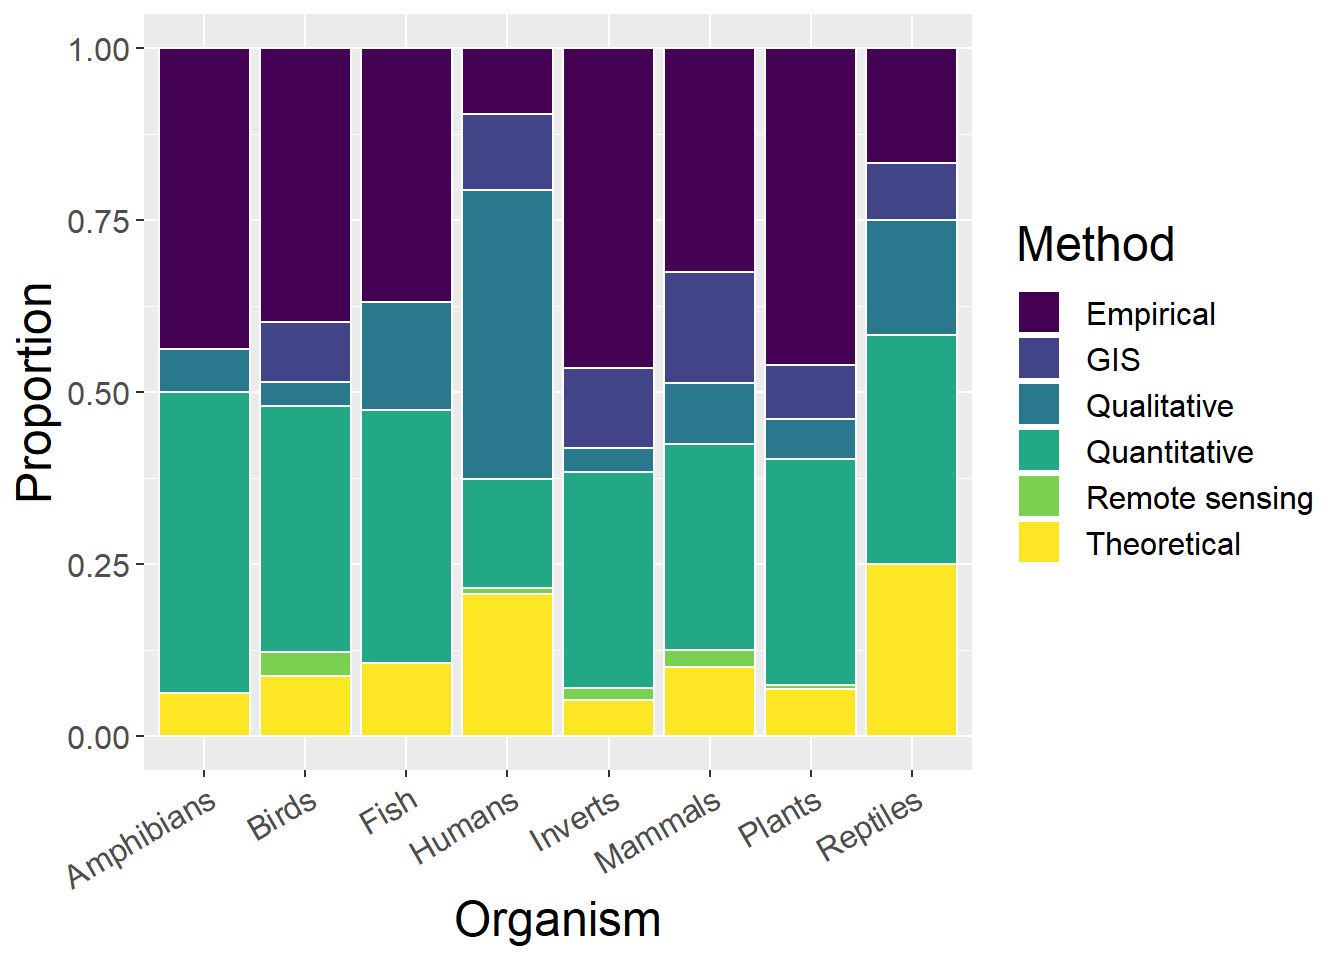 1.00
0.75
0.50
0.25
0.00
Proportion
Amphibians
Birds
Fish
Humans
Inverts
Mammals
Plants
Reptiles
Organism
Method
Empirical
GIS
Qualitative
Quantitative
Remote sensing
Theoretical